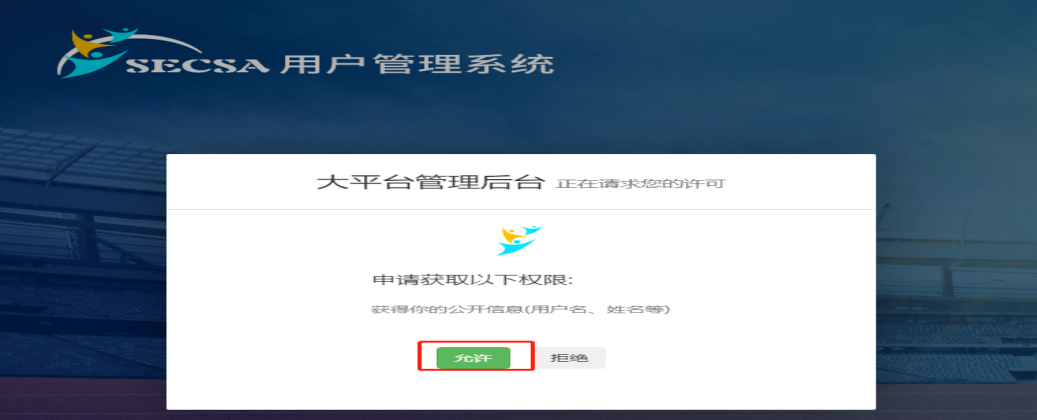 SECSA 用户管理系统
大平台管理后台 正在请求您的许可
申请获取以下权限:
获得你的公开信息(用户名、姓名等)
允许 拒绝